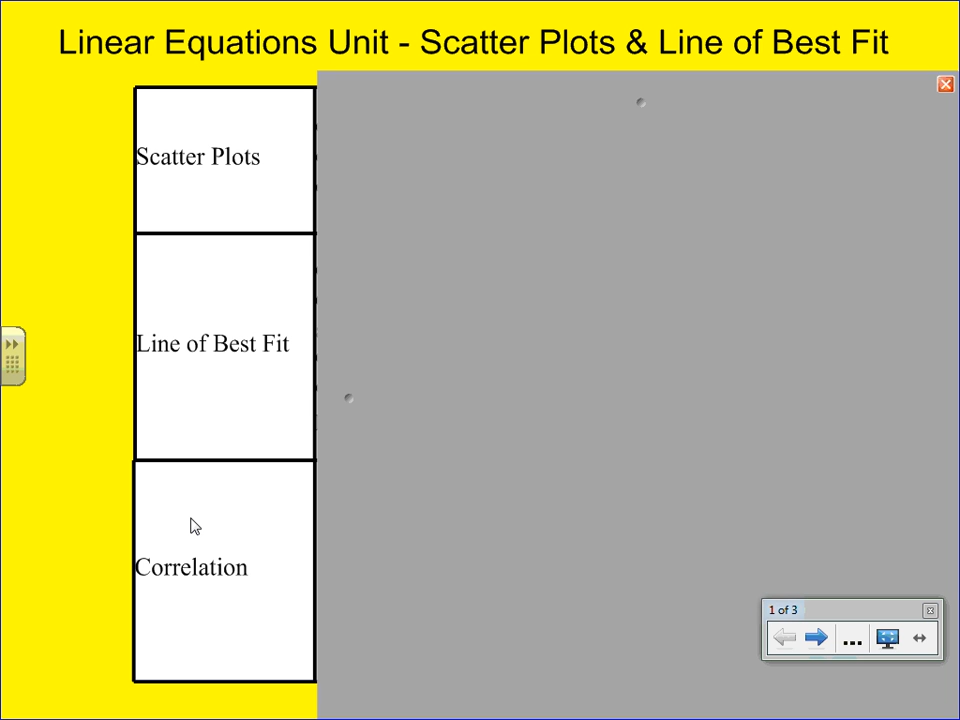 Linear Equations Unit - Scatter Plots & Line of Best Fit
Scatter Plots
Line of Best Fit
Correlation
1 of 3
...